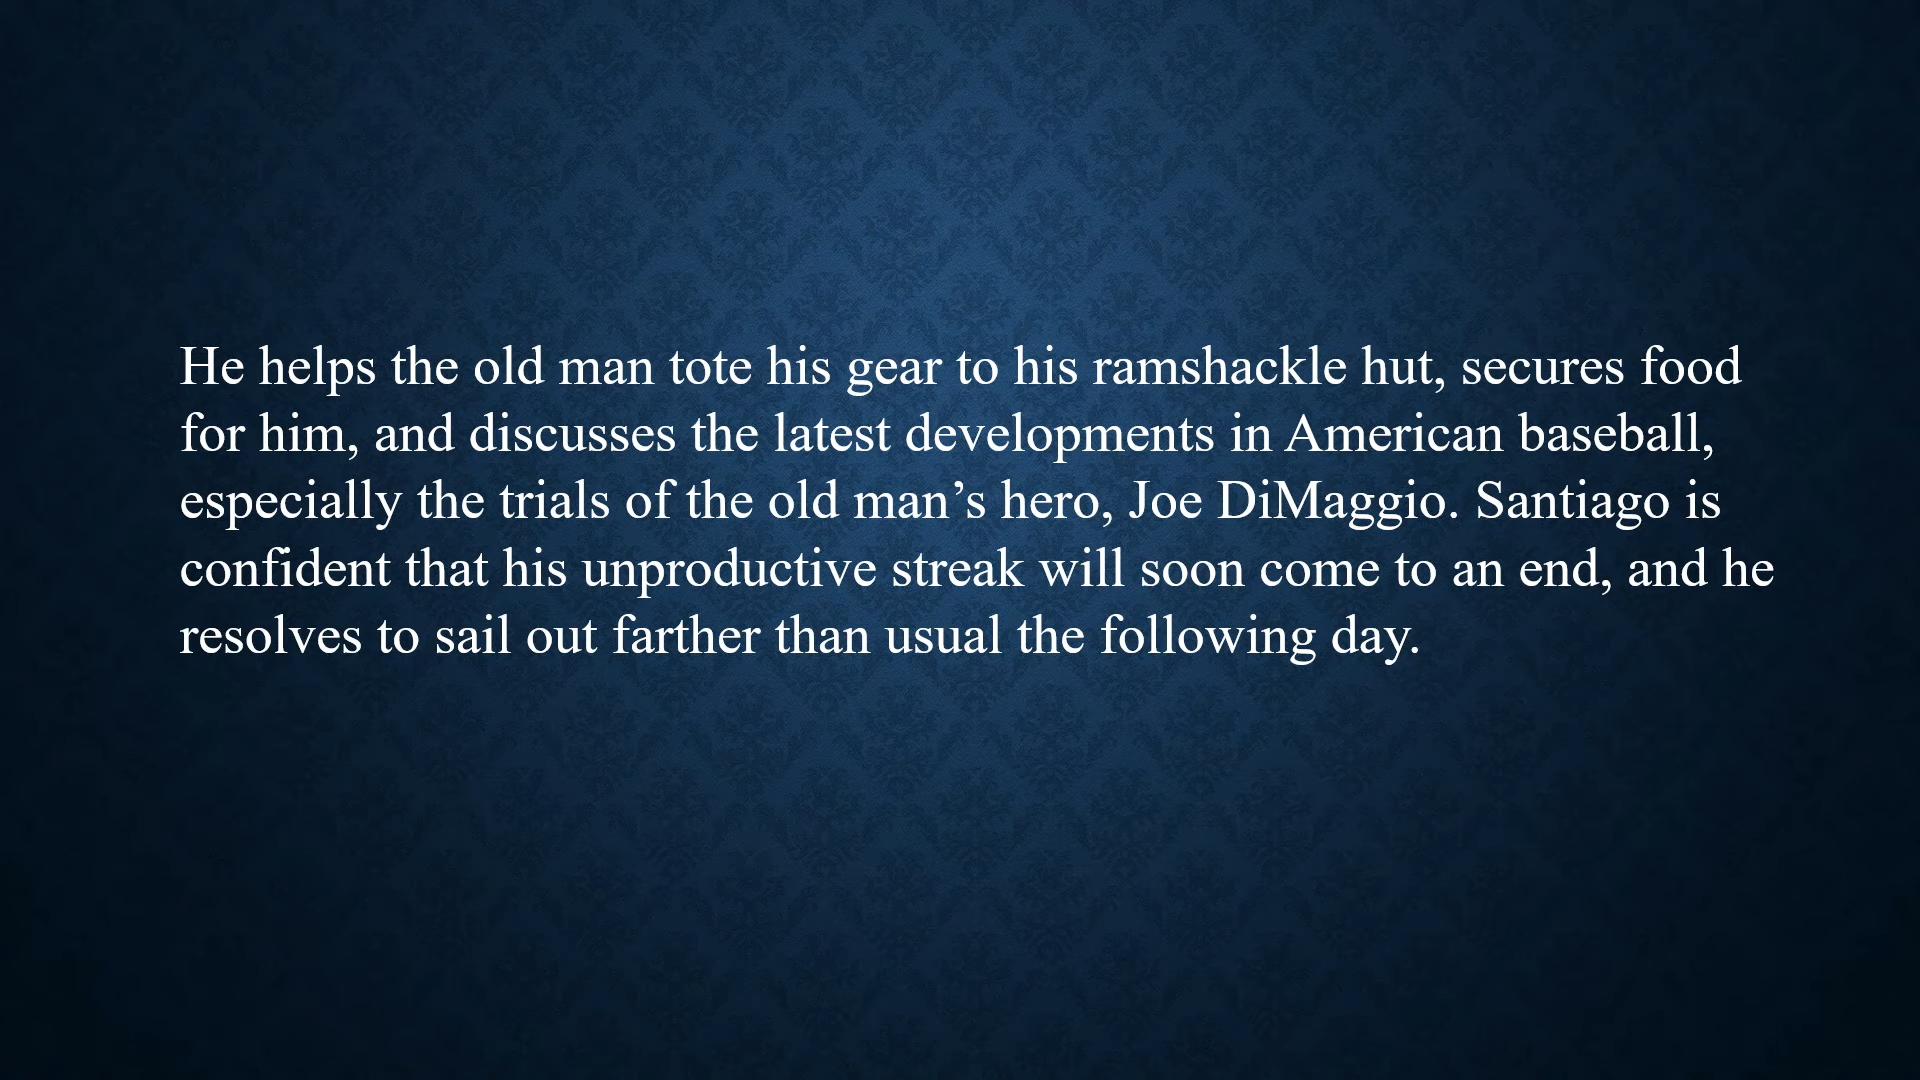 He helps the old man tote his gear to his ramshackle hut, secures food
for him, and discusses the latest developments in American baseball,
especially the trials of the old man’s hero, Joe DiMaggio. Santiago is
confident that his unproductive streak will soon come to an end, and he
resolves to sail out farther than usual the following day.